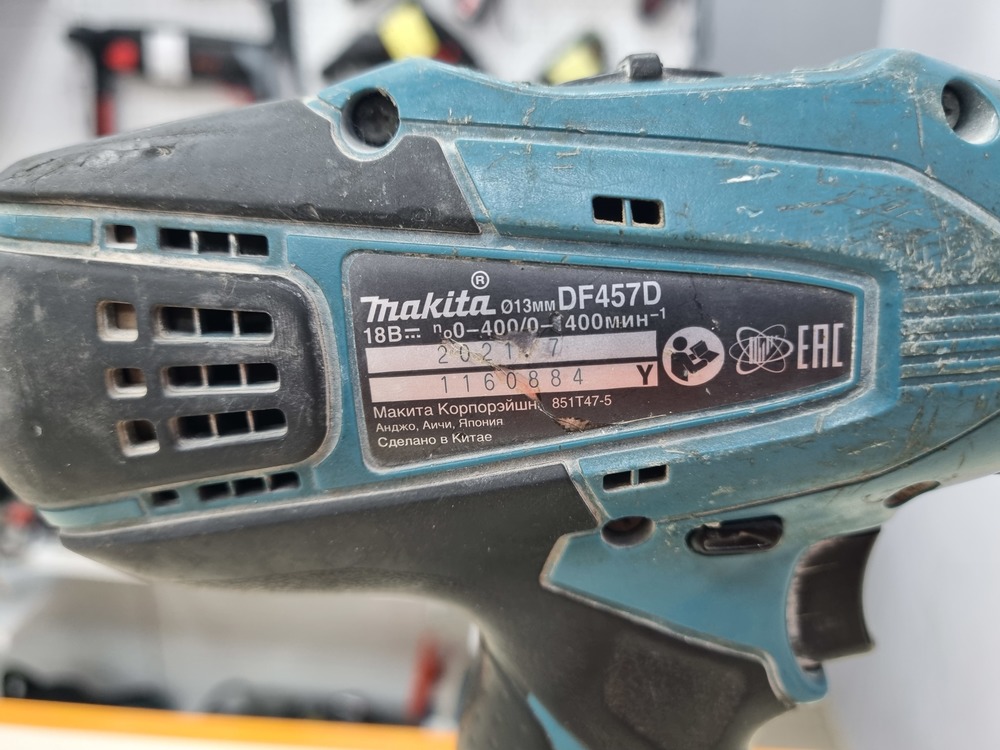 makita® Ø13мм DF457D
18В⎓ n₀0-400/0-1400мин⁻¹
1160884 Y
Макита Корпорэйшн 851T47-5
Анджо, Аичи, Япония
Сделано в Китае
EAC